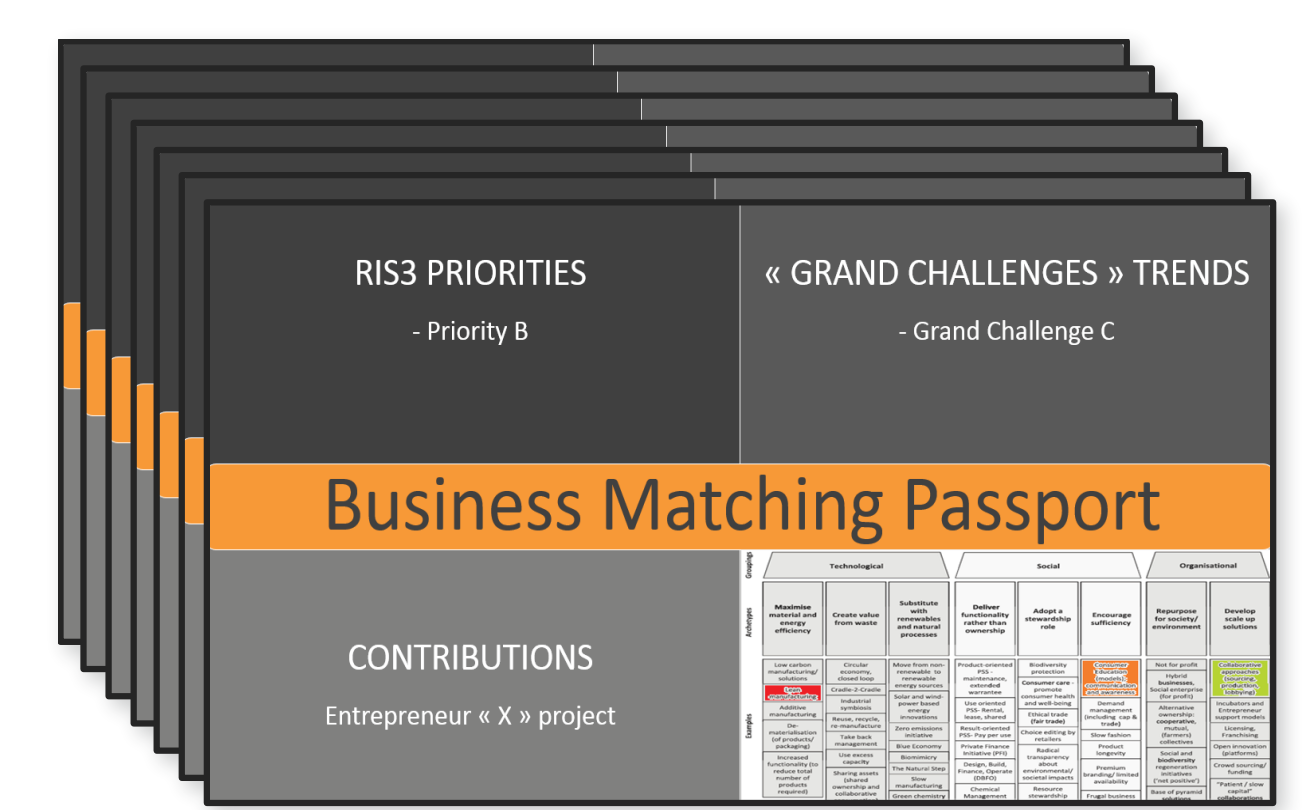 RIS3 PRIORITIES
- Priority B
« GRAND CHALLENGES » TRENDS
- Grand Challenge C
Business Matching Passport
CONTRIBUTIONS
Entrepreneur « X » project
Groupings
Technological
Social
Organisational
Archetypes
Maximise
material and
energy
efficiency
Create value
from waste
Substitute
with
renewables
and natural
processes
Deliver
functionality
rather than
ownership
Adopt a
stewardship
role
Encourage
sufficiency
Repurpose
for society/
environment
Develop
scale up
solutions
Examples
Low carbon
manufacturing/
solutions
Lean
manufacturing
Additive
manufacturing
De-
materialisation
(of products/
packaging)
Increased
functionality (to
reduce total
number of
products
required)
Circular
economy,
closed loop
Cradle-2-Cradle
Industrial
symbiosis
Reuse, recycle,
re-manufacture
Take back
management
Use excess
capacity
Sharing assets
(shared
ownership and
collaborative
Move from non-
renewable to
renewable
energy sources
Solar and wind-
power based
energy
innovations
Zero emissions
initiative
Blue Economy
Biomimicry
The Natural Step
Slow
manufacturing
Green chemistry
Product-oriented
PSS -
maintenance,
extended
warrantee
Use oriented
PSS- Rental,
lease, shared
Result-oriented
PSS- Pay per use
Private Finance
Initiative (PFI)
Design, Build,
Finance, Operate
(DBFO)
Chemical
Management
Biodiversity
protection
Consumer care -
promote
consumer health
and well-being
Ethical trade
(fair trade)
Choice editing by
retailers
Radical
transparency
about
environmental/
societal impacts
Resource
stewardship
Consumer
Education
(models);
communication
and awareness
Demand
management
(including cap &
trade)
Slow fashion
Product
longevity
Premium
branding/ limited
availability
Frugal business
Not for profit
Hybrid
businesses,
Social enterprise
(for profit)
Alternative
ownership:
cooperative,
mutual,
(farmers)
collectives
Social and
biodiversity
regeneration
initiatives
('net positive')
Base of pyramid
solutions
Collaborative
approaches
(sourcing,
production,
lobbying)
Incubators and
Entrepreneur
support models
Licensing,
Franchising
Open innovation
(platforms)
Crowd sourcing/
funding
"Patient / slow
capital"
collaborations